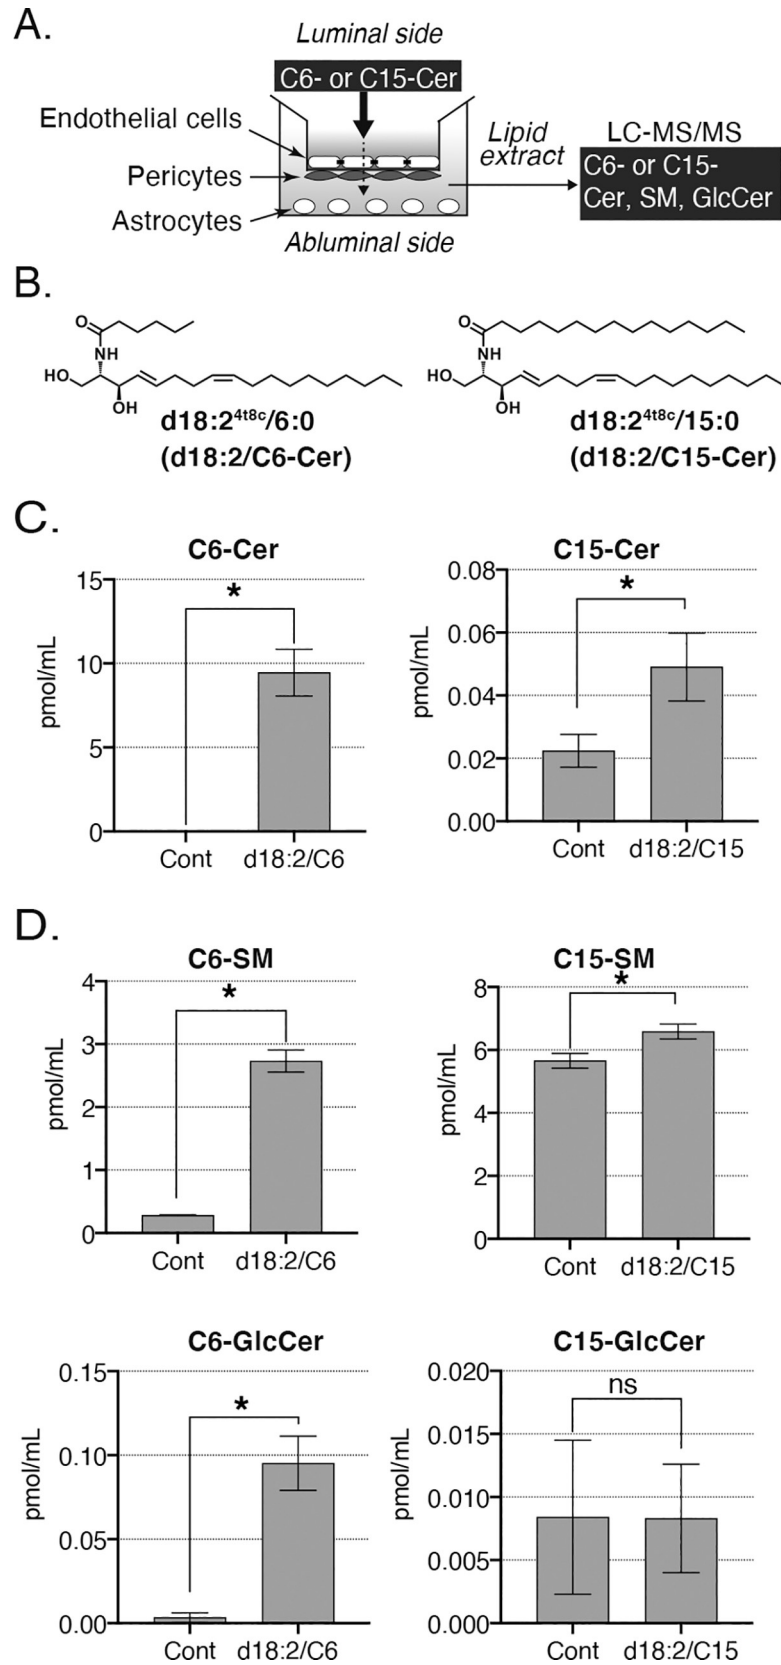 A.
Luminal side
C6- or C15-Cer
Endothelial cells
Pericytes
Astrocytes
Abluminal side
Lipid
extract
LC-MS/MS
C6- or C15-
Cer, SM, GlcCer
B.
O
NH
HO
OH
d18:2⁴ᵗ⁸ᶜ/6:0
(d18:2/C6-Cer)
O
NH
HO
OH
d18:2⁴ᵗ⁸ᶜ/15:0
(d18:2/C15-Cer)
C.
C6-Cer
pmol/mL
15
10
5
0
*
Cont d18:2/C6
C15-Cer
pmol/mL
0.08
0.06
0.04
0.02
0.00
*
Cont d18:2/C15
D.
C6-SM
pmol/mL
4
3
2
1
0
*
Cont d18:2/C6
C15-SM
pmol/mL
8
6
4
2
0
*
Cont d18:2/C15
C6-GlcCer
pmol/mL
0.15
0.10
0.05
0.00
*
Cont d18:2/C6
C15-GlcCer
pmol/mL
0.020
0.015
0.010
0.005
0.000
ns
Cont d18:2/C15